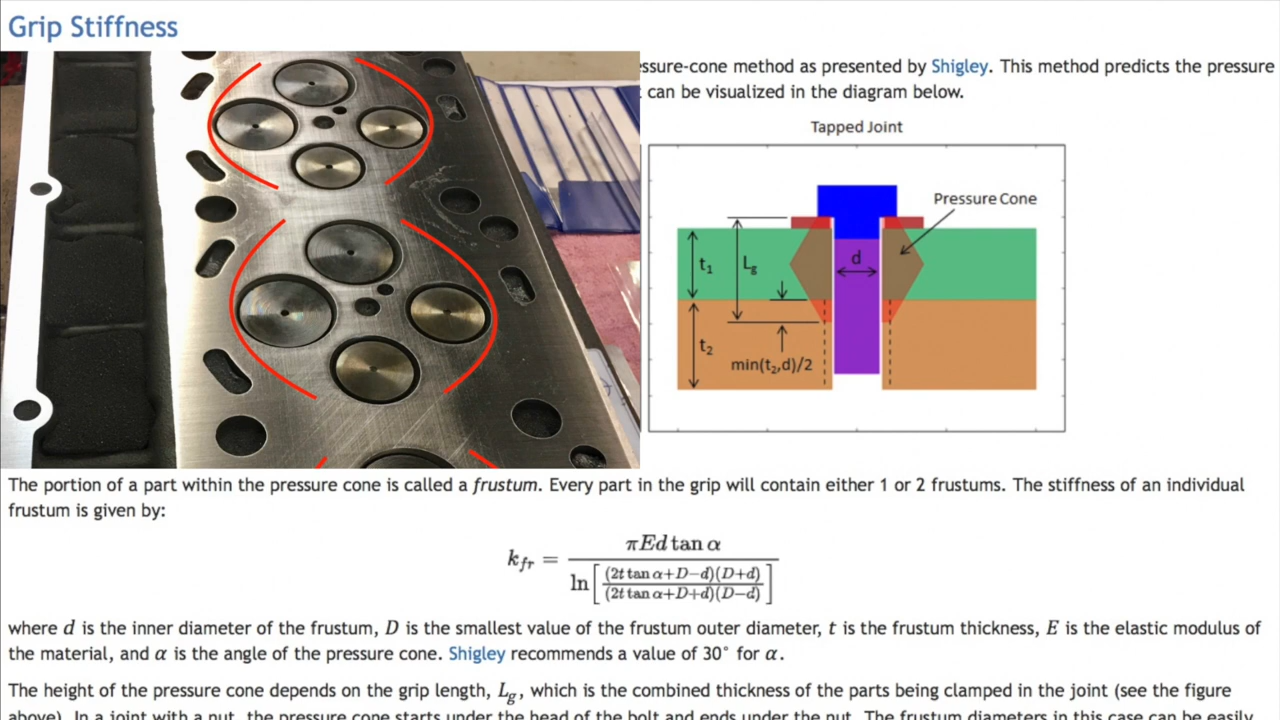 Grip Stiffness
ssure-cone method as presented by Shigley. This method predicts the pressure
can be visualized in the diagram below.
Tapped Joint
Pressure Cone
t₁
L_g
d
t₂
min(t₂,d)/2
The portion of a part within the pressure cone is called a frustum. Every part in the grip will contain either 1 or 2 frustums. The stiffness of an individual
frustum is given by:
k_fr = πEd tan α / ln[(2t tan α+D−d)(D+d) / (2t tan α+D+d)(D−d)]
where d is the inner diameter of the frustum, D is the smallest value of the frustum outer diameter, t is the frustum thickness, E is the elastic modulus of
the material, and α is the angle of the pressure cone. Shigley recommends a value of 30° for α.
The height of the pressure cone depends on the grip length, L_g, which is the combined thickness of the parts being clamped in the joint (see the figure
above). In a joint with a nut, the pressure cone starts under the head of the bolt and ends under the nut. The frustum diameters in this case can be easily